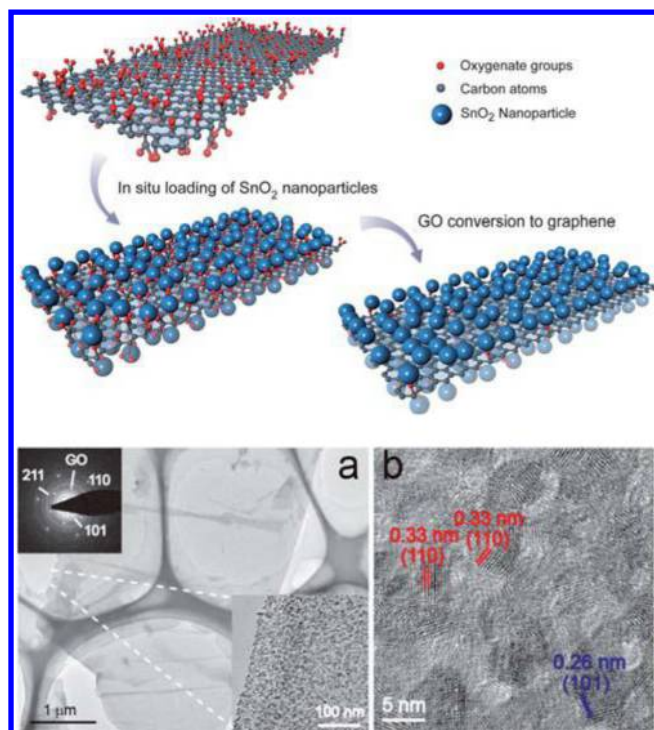 Oxygenate groups
Carbon atoms
SnO₂ Nanoparticle
In situ loading of SnO₂ nanoparticles
GO conversion to graphene
a
GO
211
110
101
1 μm
100 nm
b
0.33 nm
(110)
0.33 nm
(110)
0.26 nm
(101)
5 nm